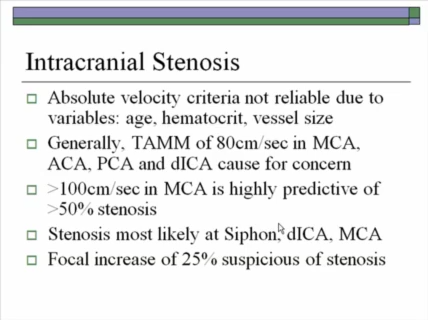 Intracranial Stenosis
Absolute velocity criteria not reliable due to
variables: age, hematocrit, vessel size
Generally, TAMM of 80cm/sec in MCA,
ACA, PCA and dICA cause for concern
>100cm/sec in MCA is highly predictive of
>50% stenosis
Stenosis most likely at Siphon, dICA, MCA
Focal increase of 25% suspicious of stenosis